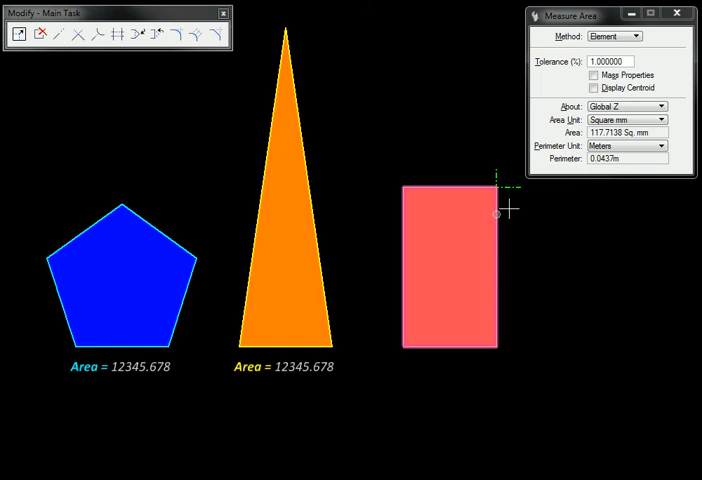 Modify - Main Task
Measure Area
Method: Element
Tolerance (%): 1.000000
Mass Properties
Display Centroid
About: Global Z
Area Unit: Square mm
Area: 117.7138 Sq. mm
Perimeter Unit: Meters
Perimeter: 0.0437m
Area = 12345.678
Area = 12345.678